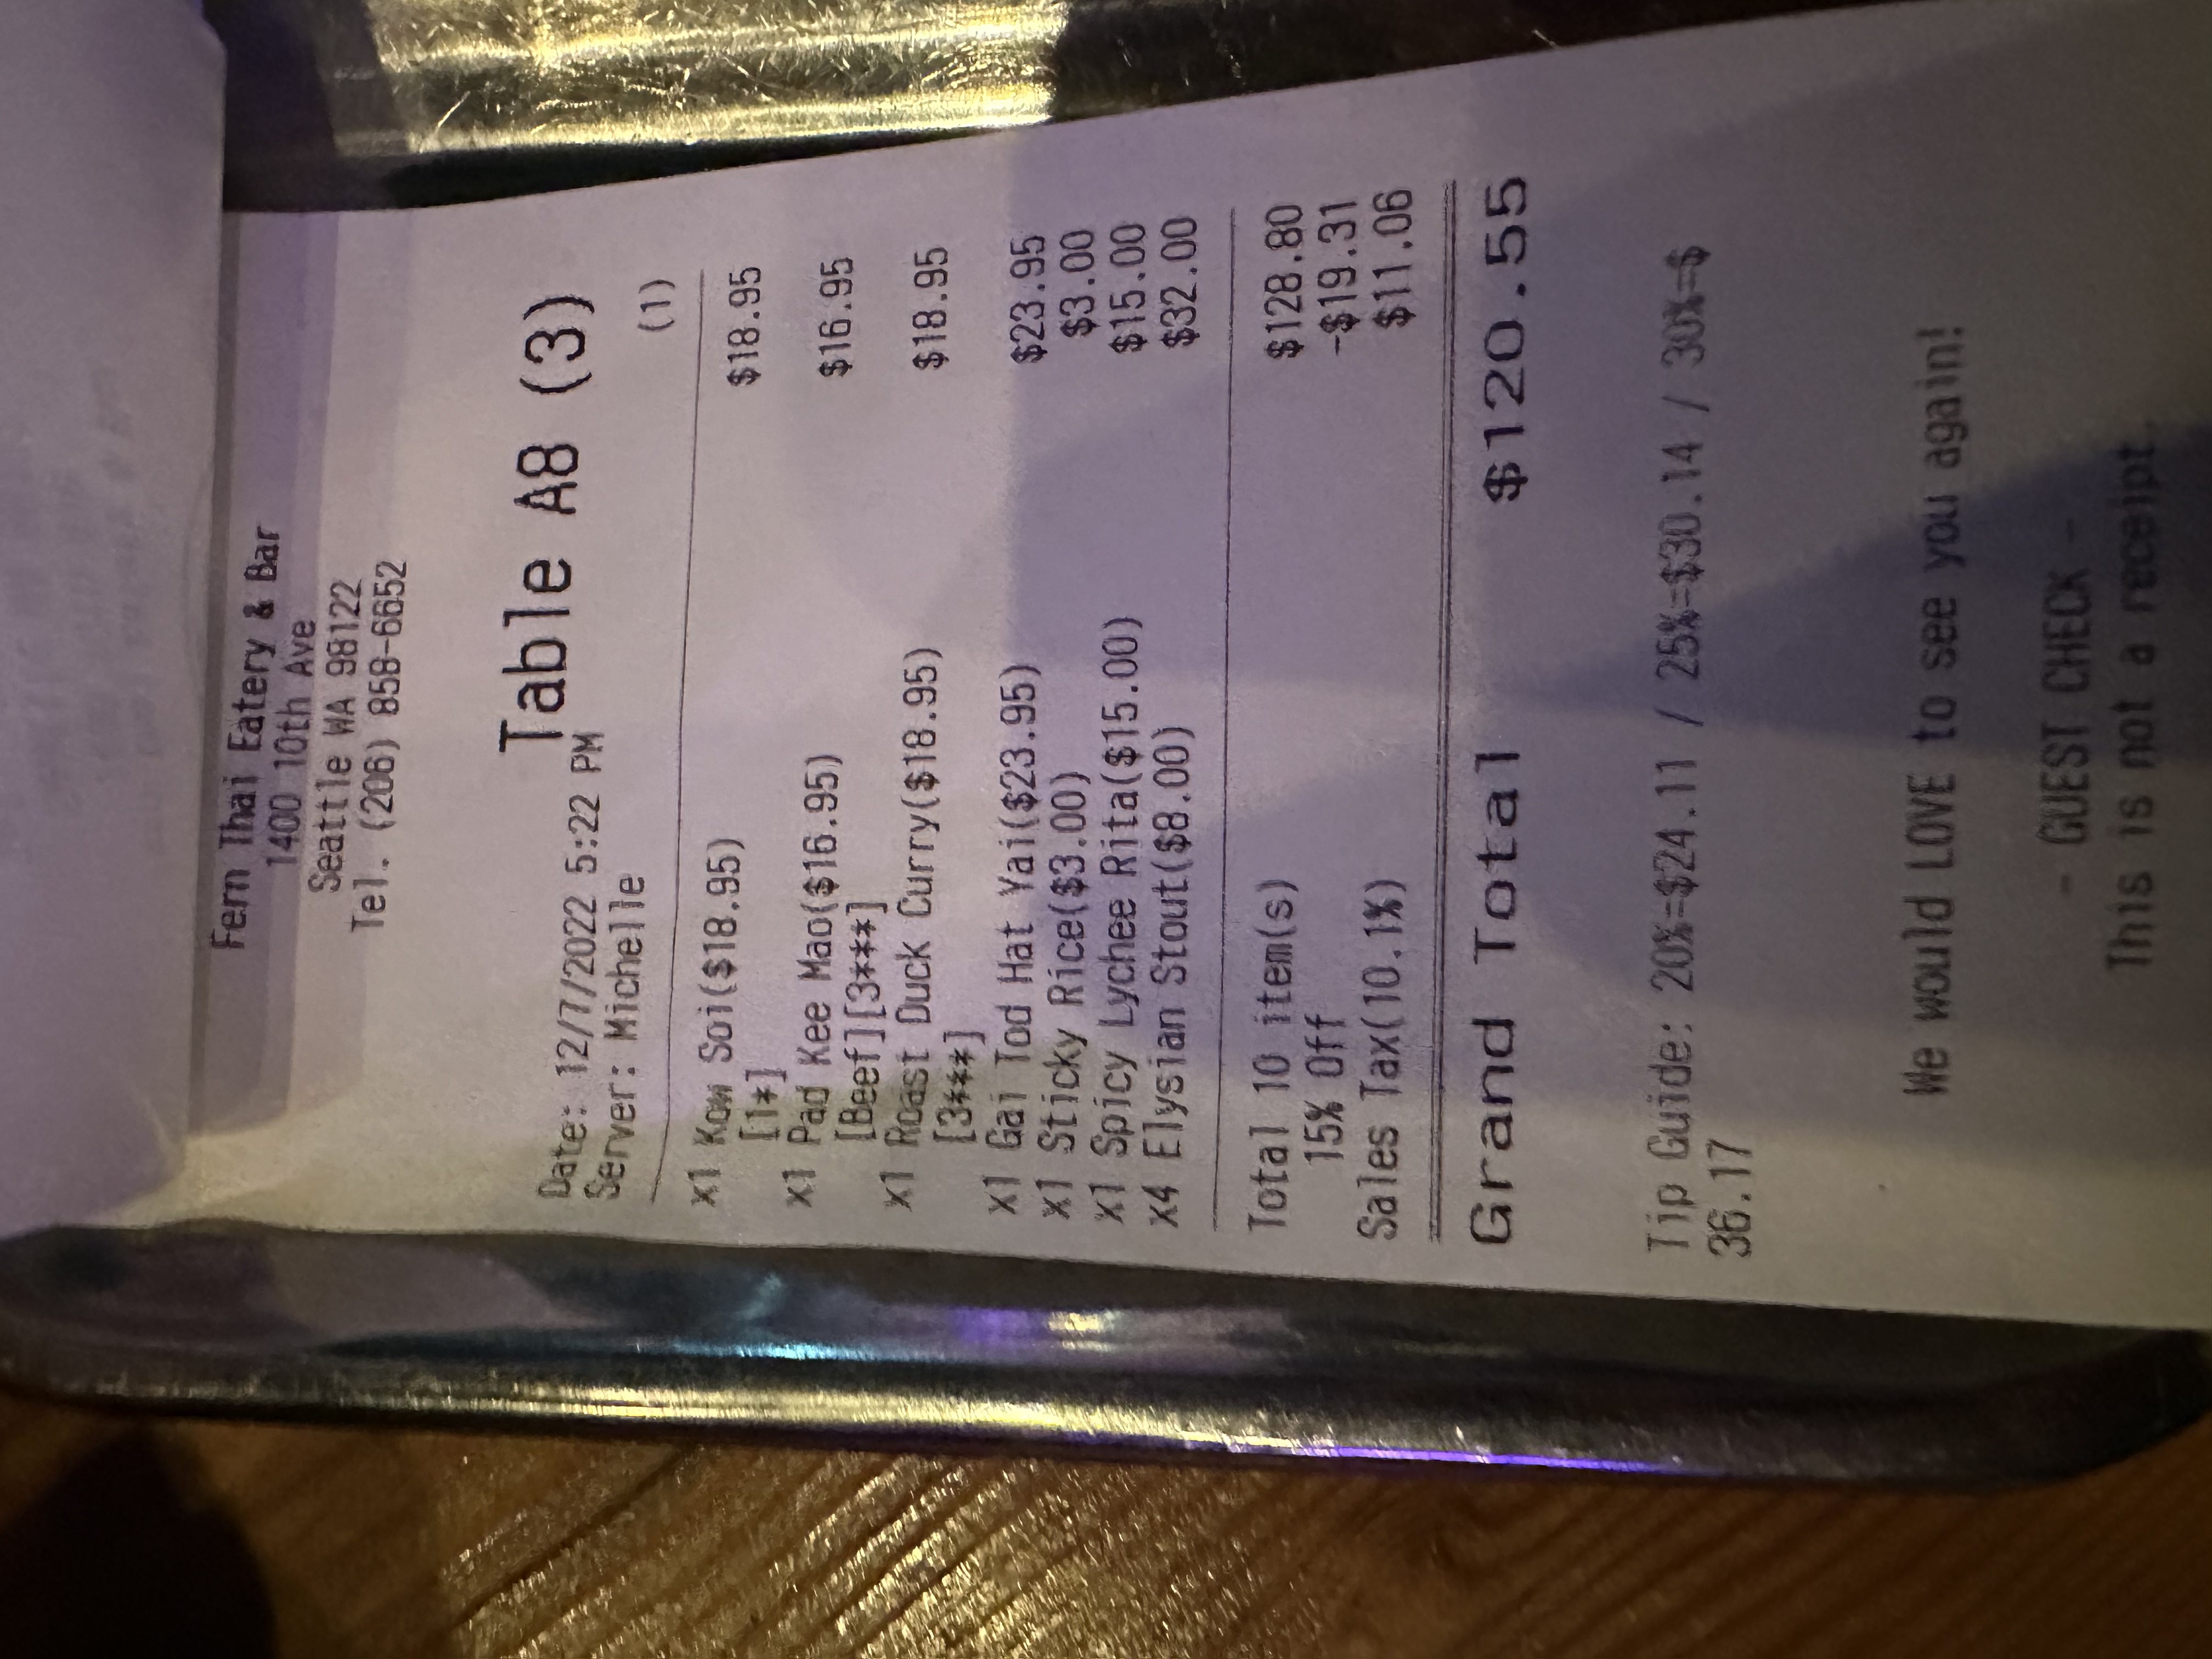 Fern Thai Eatery & Bar
1400 10th Ave
Seattle WA 98122
Tel. (206) 858-6652
Table A8 (3)
Date: 12/7/2022 5:22 PM
Server: Michelle
(1)
x1 Kow Soi($18.95) $18.95
[1*]
x1 Pad Kee Mao($16.95) $16.95
[Beef][3***]
x1 Roast Duck Curry($18.95) $18.95
[3***]
x1 Gai Tod Hat Yai($23.95) $23.95
x1 Sticky Rice($3.00) $3.00
x1 Spicy Lychee Rita($15.00) $15.00
x4 Elysian Stout($8.00) $32.00
Total 10 item(s) $128.80
15% Off -$19.31
Sales Tax(10.1%) $11.06
Grand Total $120.55
Tip Guide: 20%=$24.11 / 25%=$30.14 / 30%=$
36.17
We would LOVE to see you again!
- GUEST CHECK -
This is not a receipt.